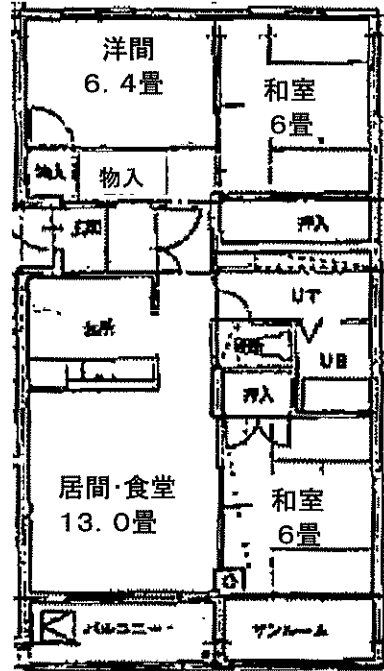 洋間
6.4畳
和室
6畳
物入
物入
玄関
押入
台所
UT
便所
UB
押入
居間・食堂
13.0畳
和室
6畳
バルコニー
サンルーム